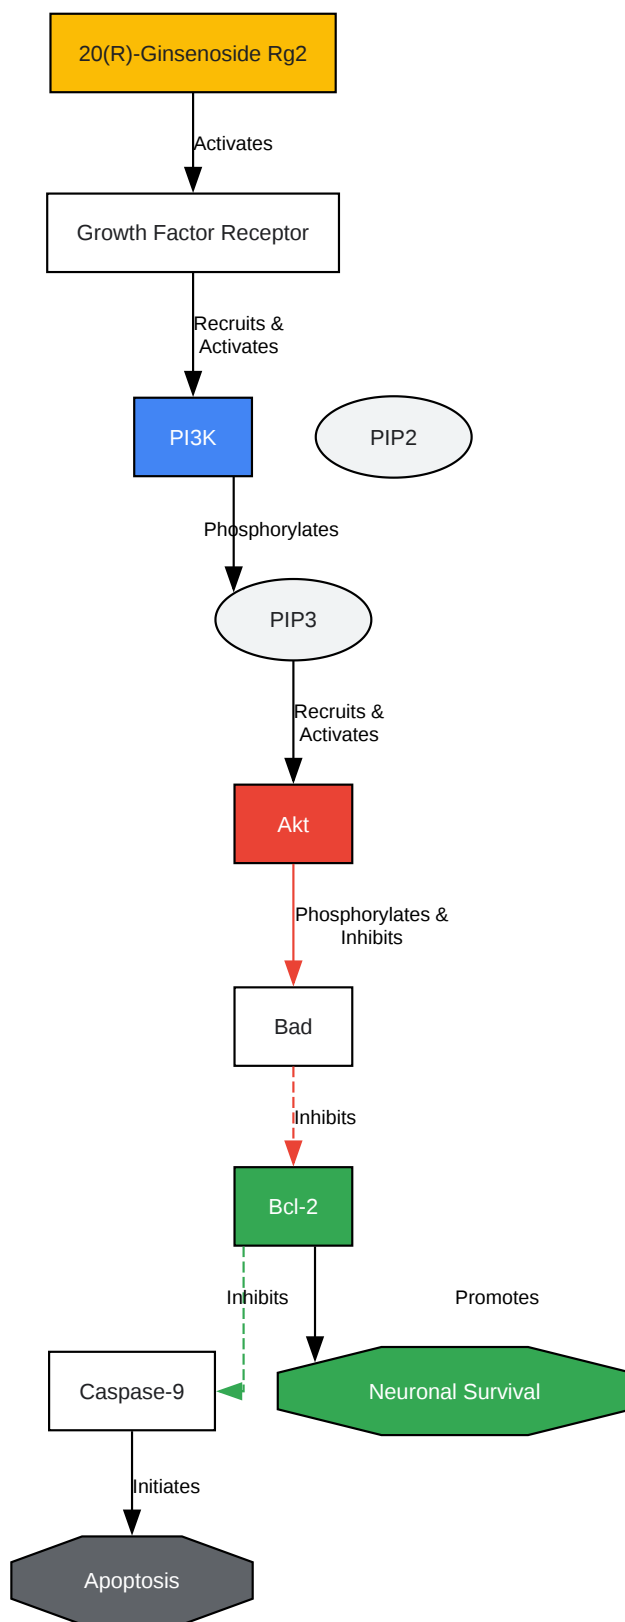 20(R)-Ginsenoside Rg2
Activates
Growth Factor Receptor
Recruits &
Activates
PI3K
PIP2
Phosphorylates
PIP3
Recruits &
Activates
Akt
Phosphorylates &
Inhibits
Bad
Inhibits
Bcl-2
Inhibits
Promotes
Caspase-9
Neuronal Survival
Initiates
Apoptosis